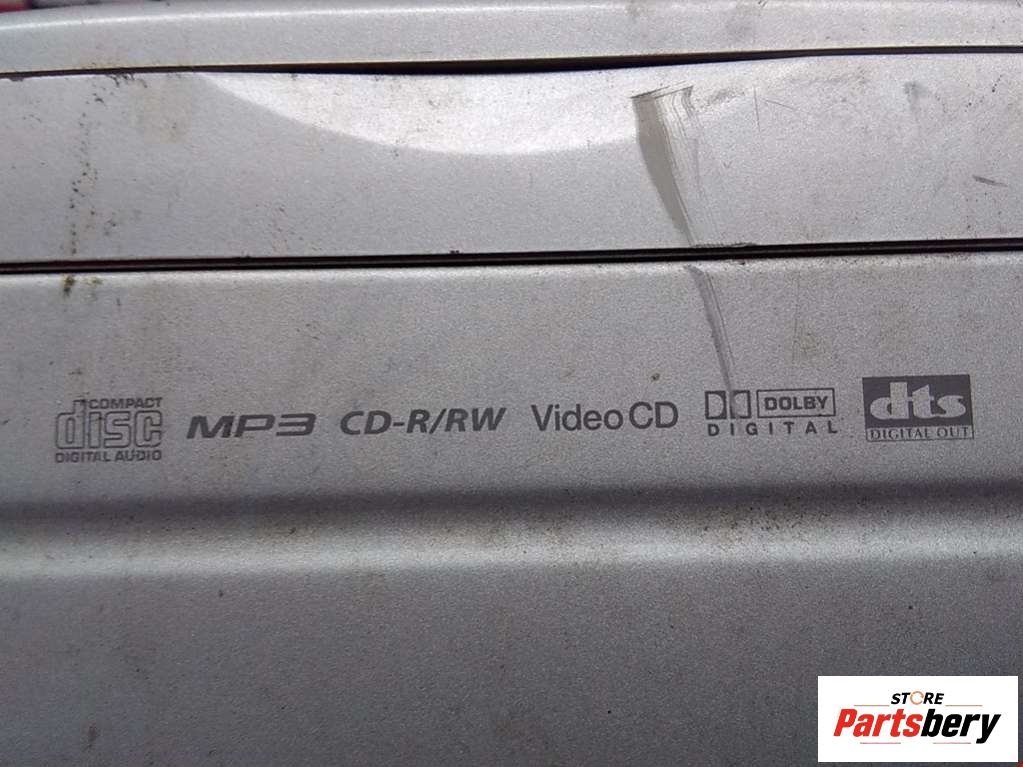 COMPACT
disc
DIGITAL AUDIO
MP3
CD-R/RW
Video CD
DOLBY
DIGITAL
dts
DIGITAL OUT
STORE
Partsbery